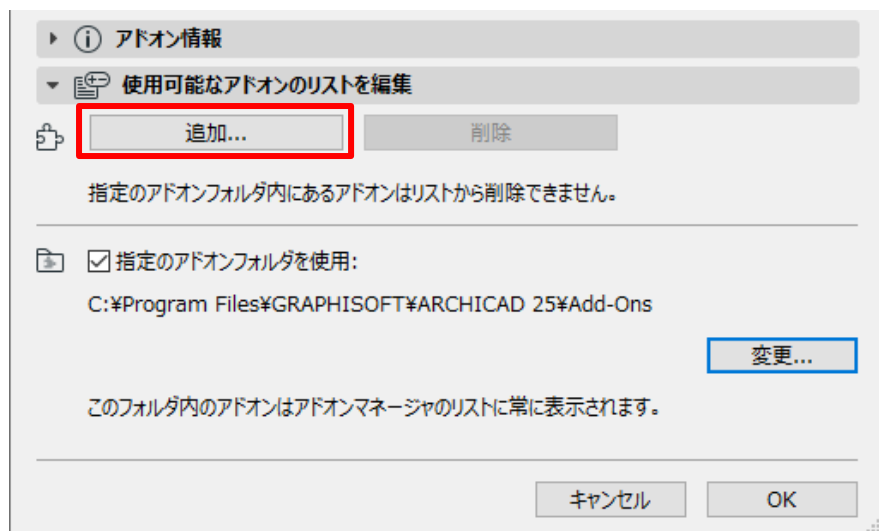 アドオン情報
使用可能なアドオンのリストを編集
追加... 削除
指定のアドオンフォルダ内にあるアドオンはリストから削除できません。
指定のアドオンフォルダを使用:
C:¥Program Files¥GRAPHISOFT¥ARCHICAD 25¥Add-Ons
変更...
このフォルダ内のアドオンはアドオンマネージャのリストに常に表示されます。
キャンセル OK